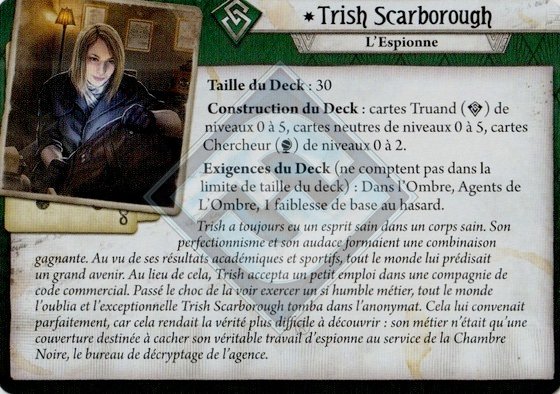 Trish Scarborough
L'Espionne
Taille du Deck : 30
Construction du Deck : cartes Truand () de
niveaux 0 à 5, cartes neutres de niveaux 0 à 5, cartes
Chercheur () de niveaux 0 à 2.
Exigences du Deck (ne comptent pas dans la
limite de taille du deck) : Dans l'Ombre, Agents de
L'Ombre, 1 faiblesse de base au hasard.
Trish a toujours eu un esprit sain dans un corps sain. Son
perfectionnisme et son audace formaient une combinaison
gagnante. Au vu de ses résultats académiques et sportifs, tout le monde lui prédisait
un grand avenir. Au lieu de cela, Trish accepta un petit emploi dans une compagnie de
code commercial. Passé le choc de la voir exercer un si humble métier, tout le monde
l'oublia et l'exceptionnelle Trish Scarborough tomba dans l'anonymat. Cela lui convenait
parfaitement, car cela rendait la vérité plus difficile à découvrir : son métier n'était qu'une
couverture destinée à cacher son véritable travail d'espionne au service de la Chambre
Noire, le bureau de décryptage de l'agence.